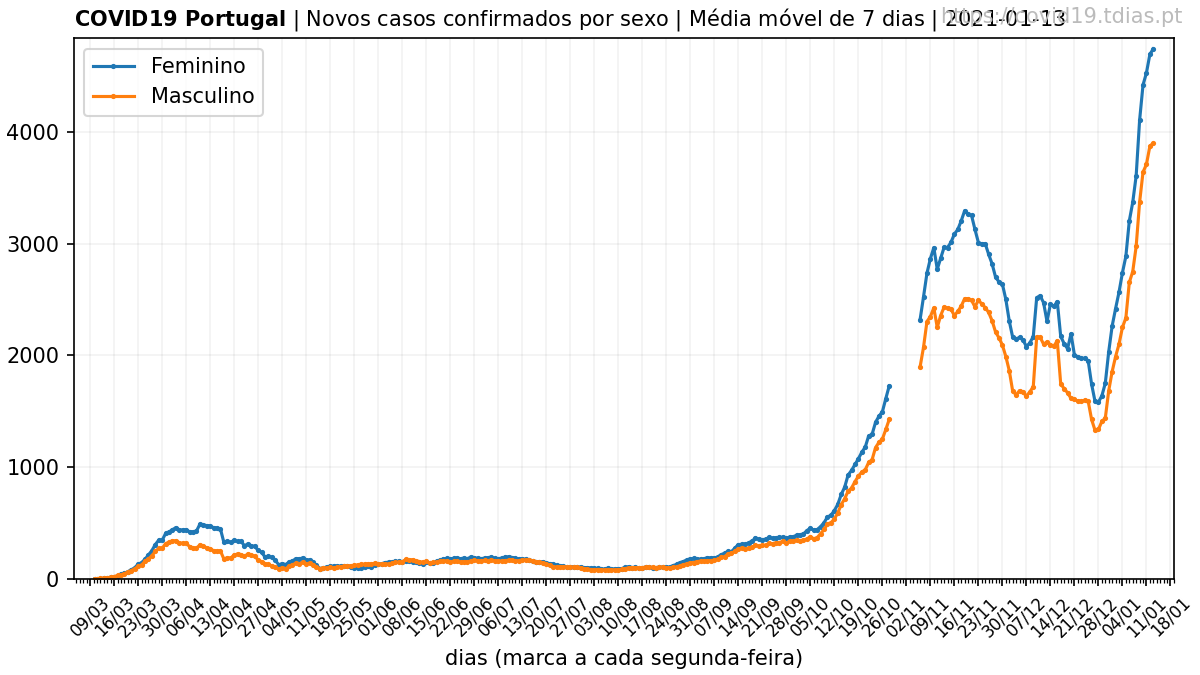 https://covid19.tdias.pt
COVID19 Portugal | Novos casos confirmados por sexo | Média móvel de 7 dias | 2021-01-13
Feminino
Masculino
4000
3000
2000
1000
0
09/03 16/03 23/03 30/03 06/04 13/04 20/04 27/04 04/05 11/05 18/05 25/05 01/06 08/06 15/06 22/06 29/06 06/07 13/07 20/07 27/07 03/08 10/08 17/08 24/08 31/08 07/09 14/09 21/09 28/09 05/10 12/10 19/10 26/10 02/11 09/11 16/11 23/11 30/11 07/12 14/12 21/12 28/12 04/01 11/01 18/01
dias (marca a cada segunda-feira)